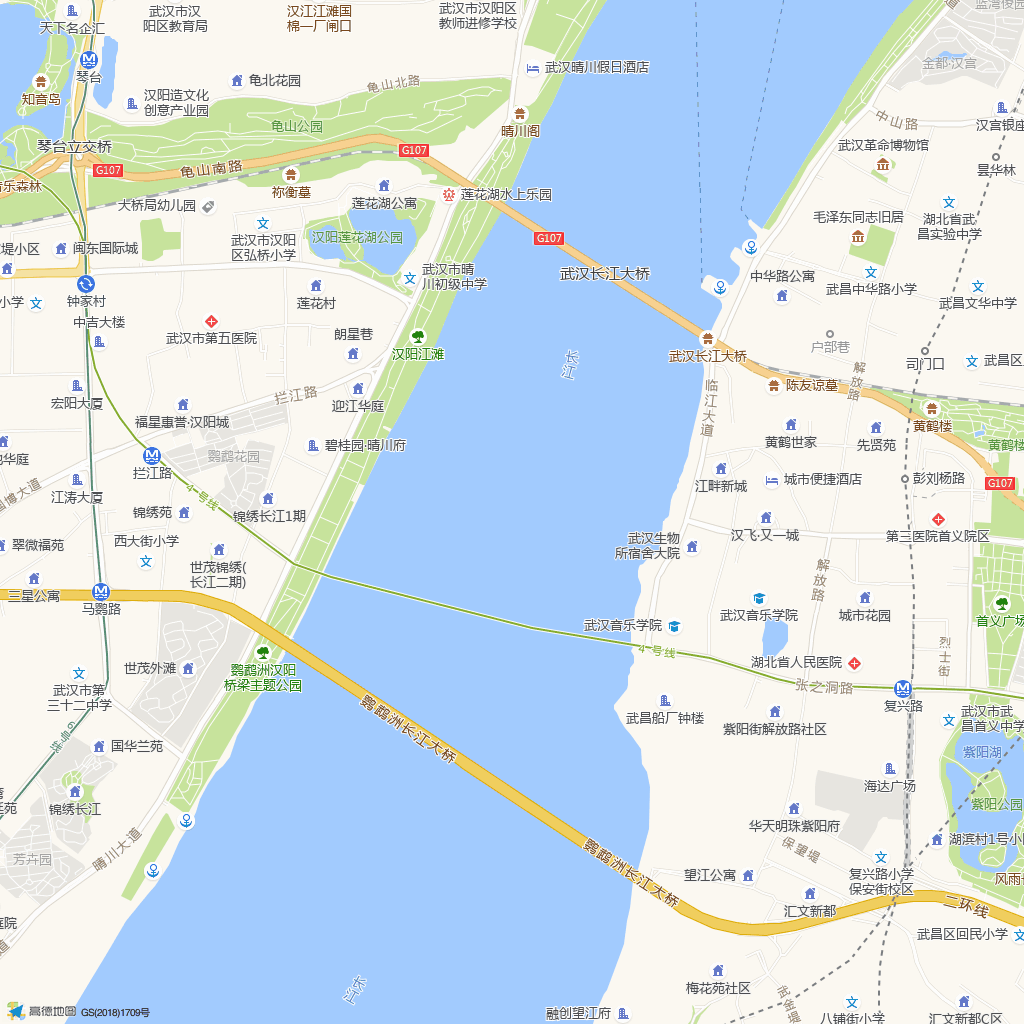 天下名企汇
武汉市汉
阳区教育局
汉江江滩国
棉一厂闸口
武汉市汉阳区
教师进修学校
监湾俊园
琴台
知音岛
汉阳造文化
创意产业园
龟北花园
龟山北路
武汉晴川假日酒店
金都·汉宫
汉宫银座
中山路
龟山公园
晴川阁
琴台立交桥
G107
龟山南路
G107
武汉革命博物馆
昙华林
音乐森林
祢衡墓
莲花湖公寓
莲花湖水上乐园
大桥局幼儿园
毛泽东同志旧居
湖北省武
昌实验中学
堤小区
闽东国际城
武汉市汉阳
区弘桥小学
汉阳莲花湖公园
G107
武汉长江大桥
武汉市晴
川初级中学
中华路公寓
武昌中华路小学
武昌文华中学
小学
钟家村
中吉大楼
莲花村
武汉市第五医院
朗星巷
汉阳江滩
长江
武汉长江大桥
户部巷
司门口
武昌区
宏阳大厦
拦江路
迎江华庭
临江大道
陈友谅墓
解放路
黄鹤楼
福星惠誉·汉阳城
碧桂园·晴川府
黄鹤世家
先贤苑
黄鹤楼
鹦鹉花园
地华庭
拦江路
4号线
江涛大厦
国博大道
锦绣苑
锦绣长江1期
江畔新城
城市便捷酒店
彭刘杨路
G107
翠微福苑
西大街小学
世茂锦绣(
长江二期)
武汉生物
所宿舍大院
汉飞·又一城
第三医院首义院区
三星公寓
马鹦路
解放路
武汉音乐学院
武汉音乐学院
城市花园
首义广场
世茂外滩
鹦鹉洲汉阳
桥梁主题公园
4号线
湖北省人民医院
烈士街
张之洞路
复兴路
武汉市第
三十二中学
鹦鹉洲长江大桥
武昌船厂钟楼
紫阳街解放路社区
武汉市武
昌首义中学
6号线
国华兰苑
紫阳湖
海达广场
紫阳公园
锦绣长江
华天明珠紫阳府
芳卉园
晴川大道
鹦鹉洲长江大桥
保望堤
湖滨村1号小区
望江公寓
复兴路小学
保安街校区
汇文新都
二环线
武昌区回民小学
长江
梅花苑社区
武金堤
八铺街小学
汇文新都C区
融创望江府
高德地图
GS(2018)1709号